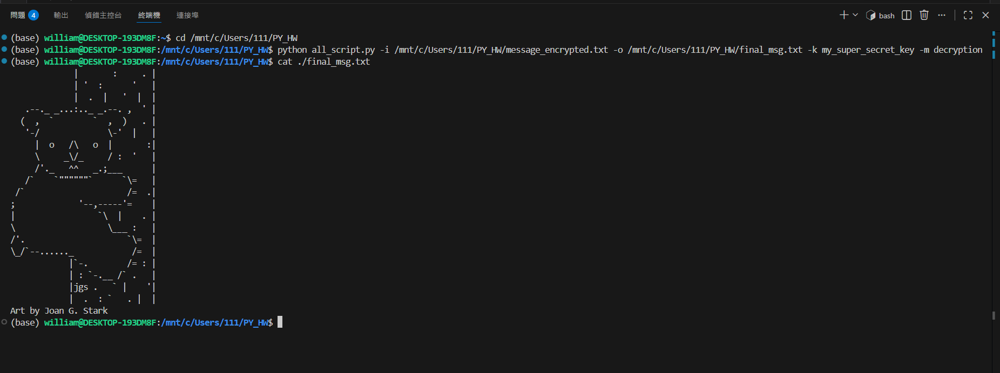 問題 4 輸出 偵錯主控台 終端機 連接埠 bash
(base) william@DESKTOP-193DM8F:~$ cd /mnt/c/Users/111/PY_HW
(base) william@DESKTOP-193DM8F:/mnt/c/Users/111/PY_HW$ python all_script.py -i /mnt/c/Users/111/PY_HW/message_encrypted.txt -o /mnt/c/Users/111/PY_HW/final_msg.txt -k my_super_secret_key -m decryption
(base) william@DESKTOP-193DM8F:/mnt/c/Users/111/PY_HW$ cat ./final_msg.txt
             |       :     . |
             | '  :      '   |
             |  .  |   '  |  |
   .--._ _...:.._ _.--. ,  ' |
  (  ,  `        `  ,  )   . |
   '-/              \-'  |   |
     |  o   /\   o  |       :|
     \     _\/_     / :  '   |
     /'._   ^^   _.;___      |
   /`    `""""""`      `\=   |
 /`                     /=  .|
;             '--,-----'=    |
|                 `\  |    . |
\                   \___ :   |
/'.                     `\=  |
\_/`--......_            /=  |
            |`-.        /= : |
            | : `-.__ /` .   |
            |jgs .   ` |    '|
            |  .  : `   . |  |
Art by Joan G. Stark
(base) william@DESKTOP-193DM8F:/mnt/c/Users/111/PY_HW$